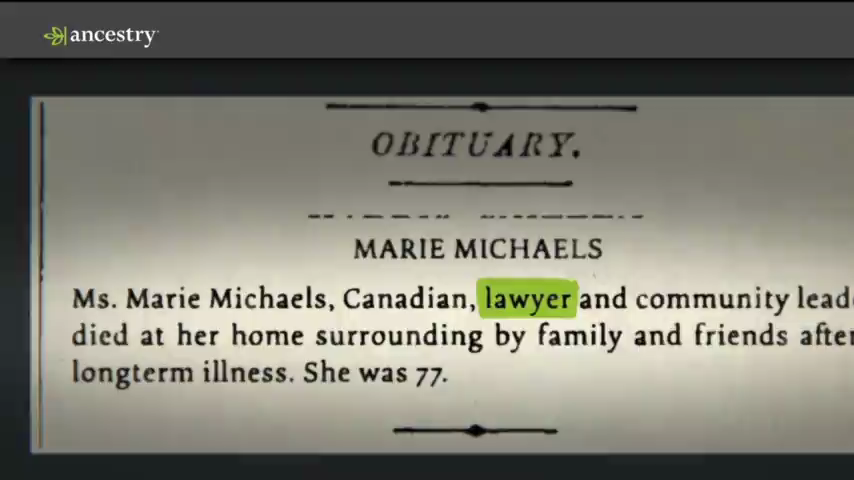 ancestry
OBITUARY.
MARIE MICHAELS
Ms. Marie Michaels, Canadian, lawyer and community lead
died at her home surrounding by family and friends after
longterm illness. She was 77.